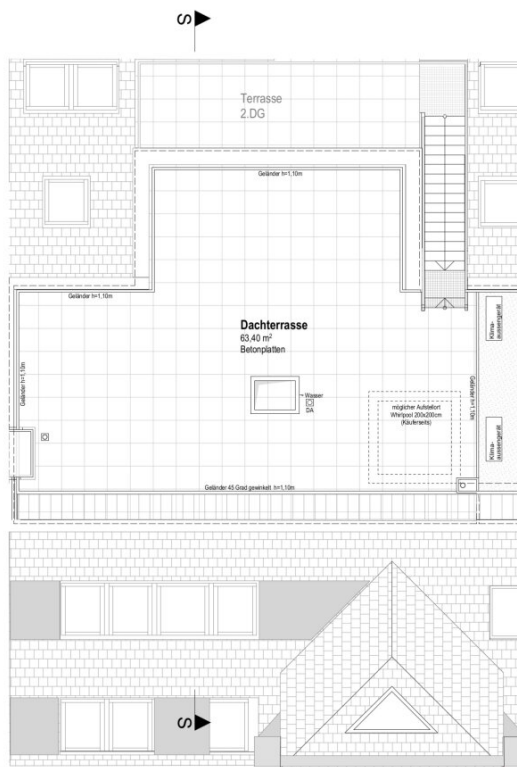 S
Terrasse
2.DG
Geländer h=1,10m
Geländer h=1,10m
Dachterrasse
63,40 m²
Betonplatten
Klima-
aussengerät
Geländer h=1,10m
Geländer h=1,10m
Wasser
DA
möglicher Aufstellort
Whirlpool 200x200cm
(Käuferseits)
Klima-
aussengerät
Geländer 45 Grad gewinkelt h=1,10m
S